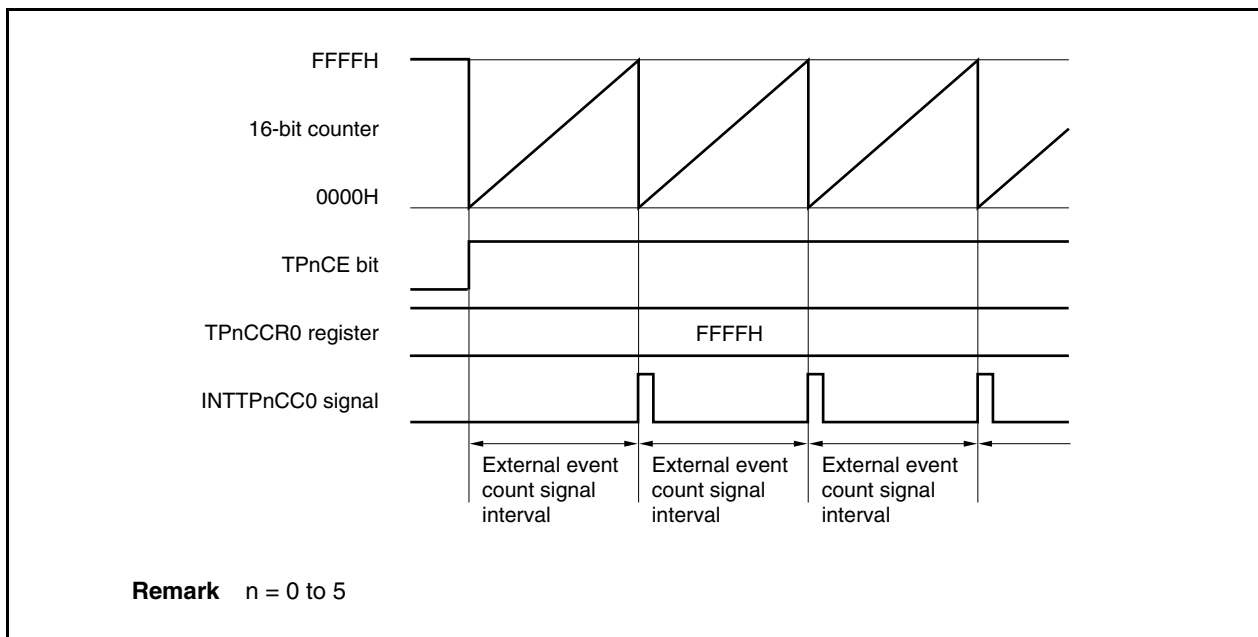 FFFFH
16-bit counter
0000H
TPnCE bit
TPnCCR0 register
FFFFH
INTTPnCC0 signal
External event
count signal
interval
External event
count signal
interval
External event
count signal
interval
Remark n = 0 to 5